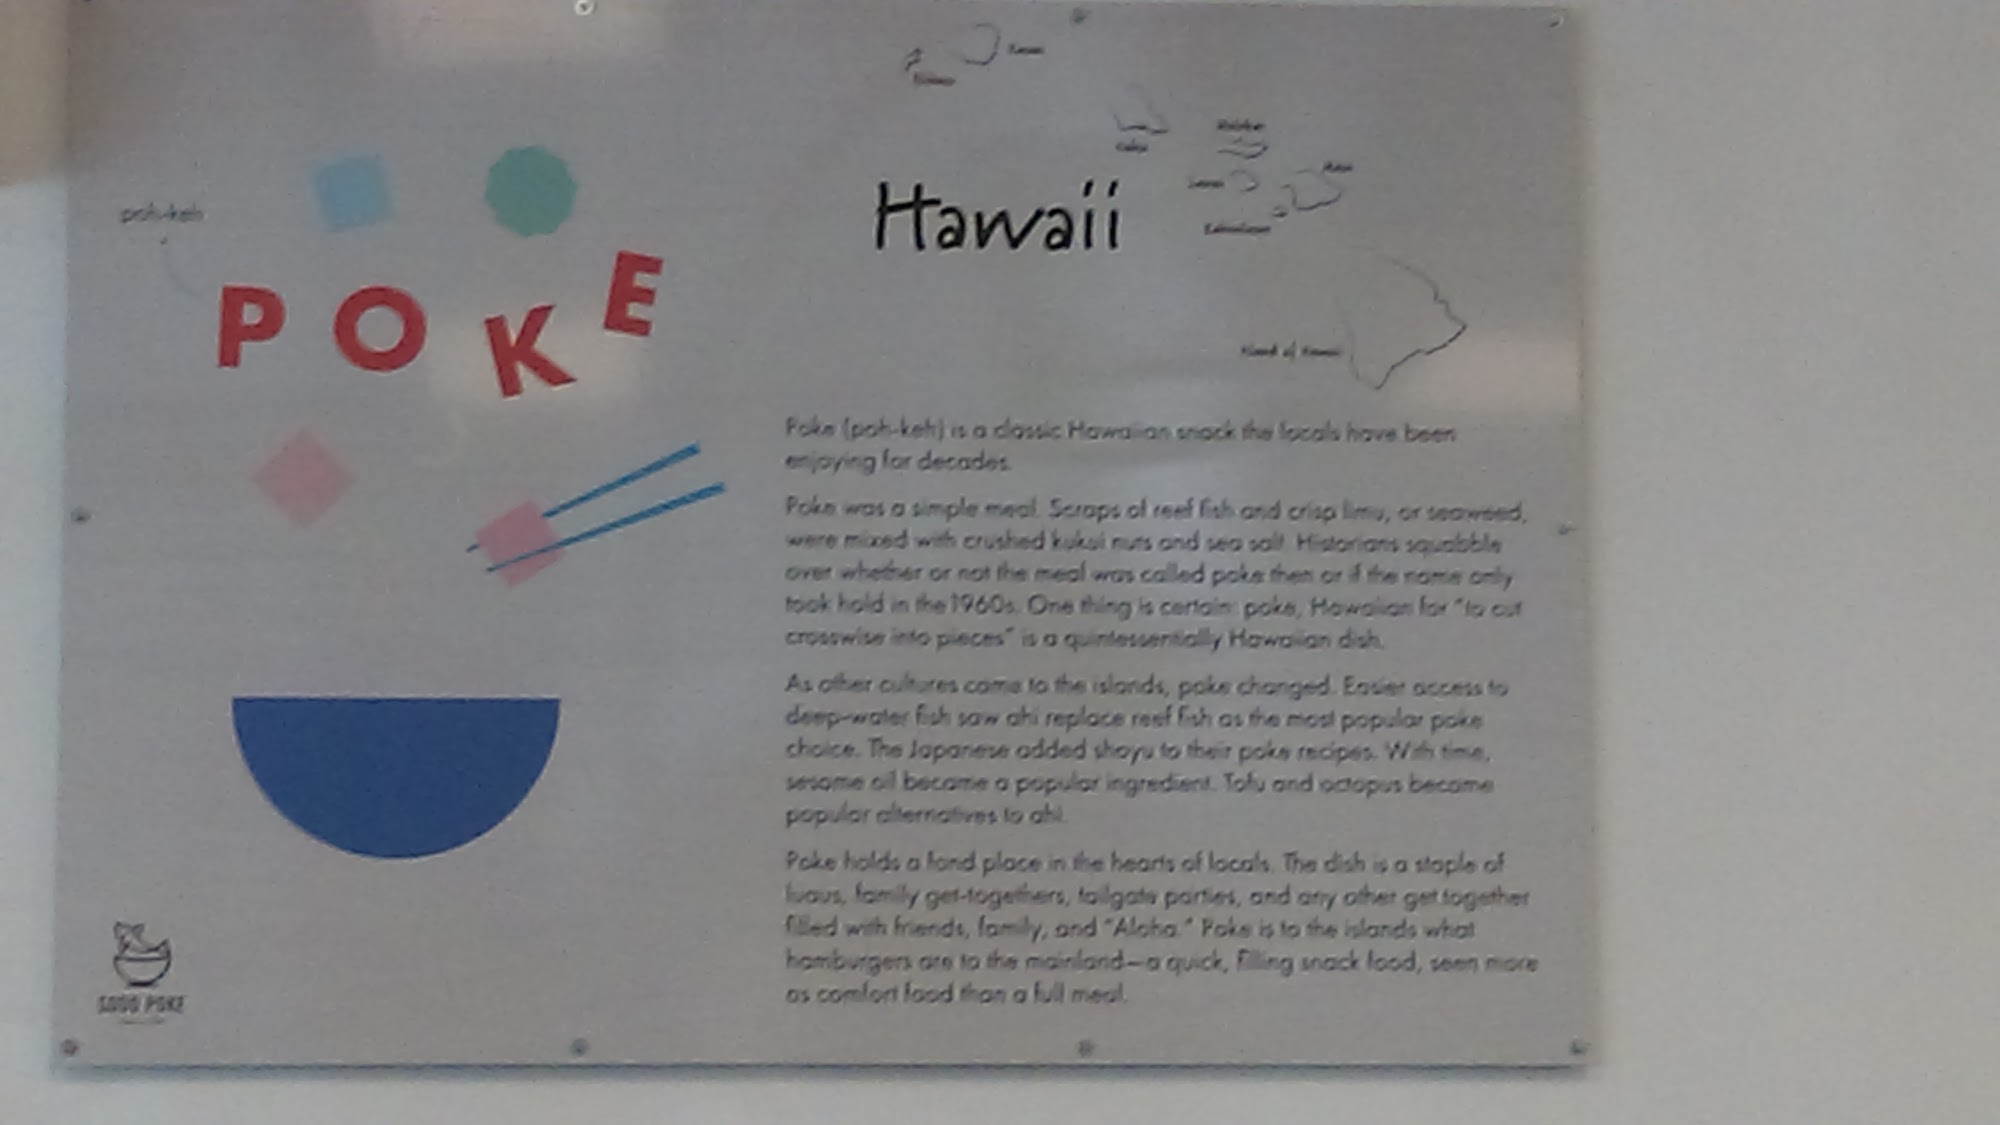 poh-keh
POKE
Hawaii
Island of Hawaii
Poke (poh-keh) is a classic Hawaiian snack the locals have been
enjoying for decades.
Poke was a simple meal. Scraps of reef fish and crisp limu, or seaweed,
were mixed with crushed kukui nuts and sea salt. Historians squabble
over whether or not the meal was called poke then or if the name only
took hold in the 1960s. One thing is certain: poke, Hawaiian for "to cut
crosswise into pieces" is a quintessentially Hawaiian dish.
As other cultures came to the islands, poke changed. Easier access to
deep-water fish saw ahi replace reef fish as the most popular poke
choice. The Japanese added shoyu to their poke recipes. With time,
sesame oil became a popular ingredient. Tofu and octopus became
popular alternatives to ahi.
Poke holds a fond place in the hearts of locals. The dish is a staple of
luaus, family get-togethers, tailgate parties, and any other get together
filled with friends, family, and "Aloha." Poke is to the islands what
hamburgers are to the mainland—a quick, filling snack food, seen more
as comfort food than a full meal.
POKE